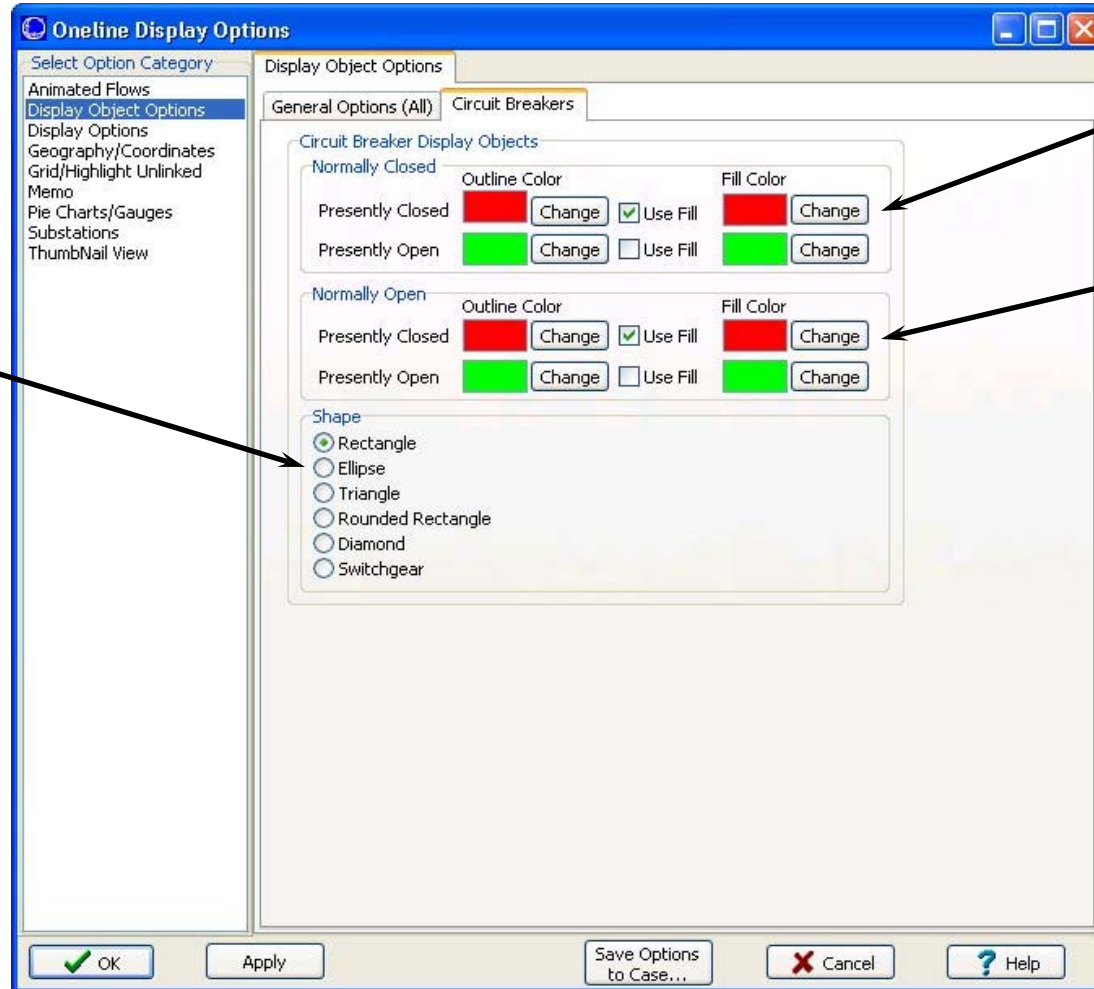 Oneline Display Options
Select Option Category
Animated Flows
Display Object Options
Display Options
Geography/Coordinates
Grid/Highlight Unlinked
Memo
Pie Charts/Gauges
Substations
ThumbNail View
Display Object Options
General Options (All) Circuit Breakers
Circuit Breaker Display Objects
Normally Closed
Outline Color Fill Color
Presently Closed Change Use Fill Change
Presently Open Change Use Fill Change
Normally Open
Outline Color Fill Color
Presently Closed Change Use Fill Change
Presently Open Change Use Fill Change
Shape
Rectangle
Ellipse
Triangle
Rounded Rectangle
Diamond
Switchgear
OK Apply Save Options to Case... Cancel ? Help